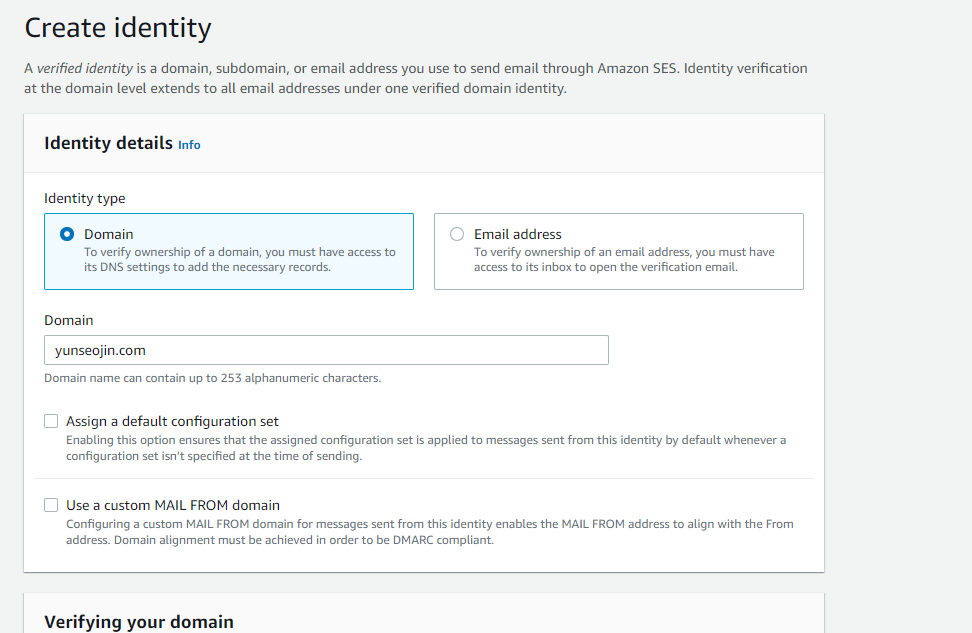 Create identity
A verified identity is a domain, subdomain, or email address you use to send email through Amazon SES. Identity verification
at the domain level extends to all email addresses under one verified domain identity.
Identity details Info
Identity type
Domain
To verify ownership of a domain, you must have access to
its DNS settings to add the necessary records.
Email address
To verify ownership of an email address, you must have
access to its inbox to open the verification email.
Domain
yunseojin.com
Domain name can contain up to 253 alphanumeric characters.
Assign a default configuration set
Enabling this option ensures that the assigned configuration set is applied to messages sent from this identity by default whenever a
configuration set isn't specified at the time of sending.
Use a custom MAIL FROM domain
Configuring a custom MAIL FROM domain for messages sent from this identity enables the MAIL FROM address to align with the From
address. Domain alignment must be achieved in order to be DMARC compliant.
Verifying your domain